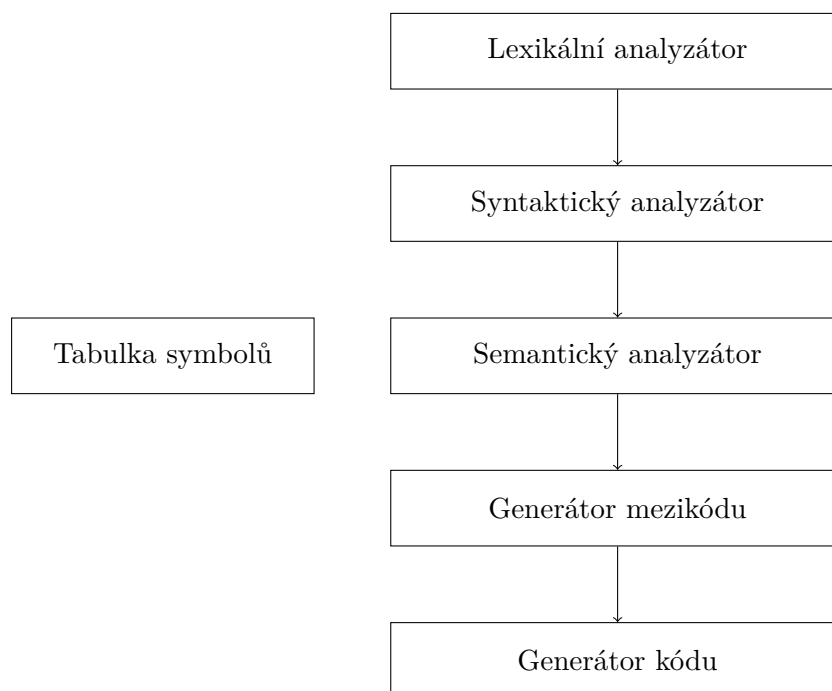 Lexikální analyzátor
Syntaktický analyzátor
Tabulka symbolů
Semantický analyzátor
Generátor mezikódu
Generátor kódu